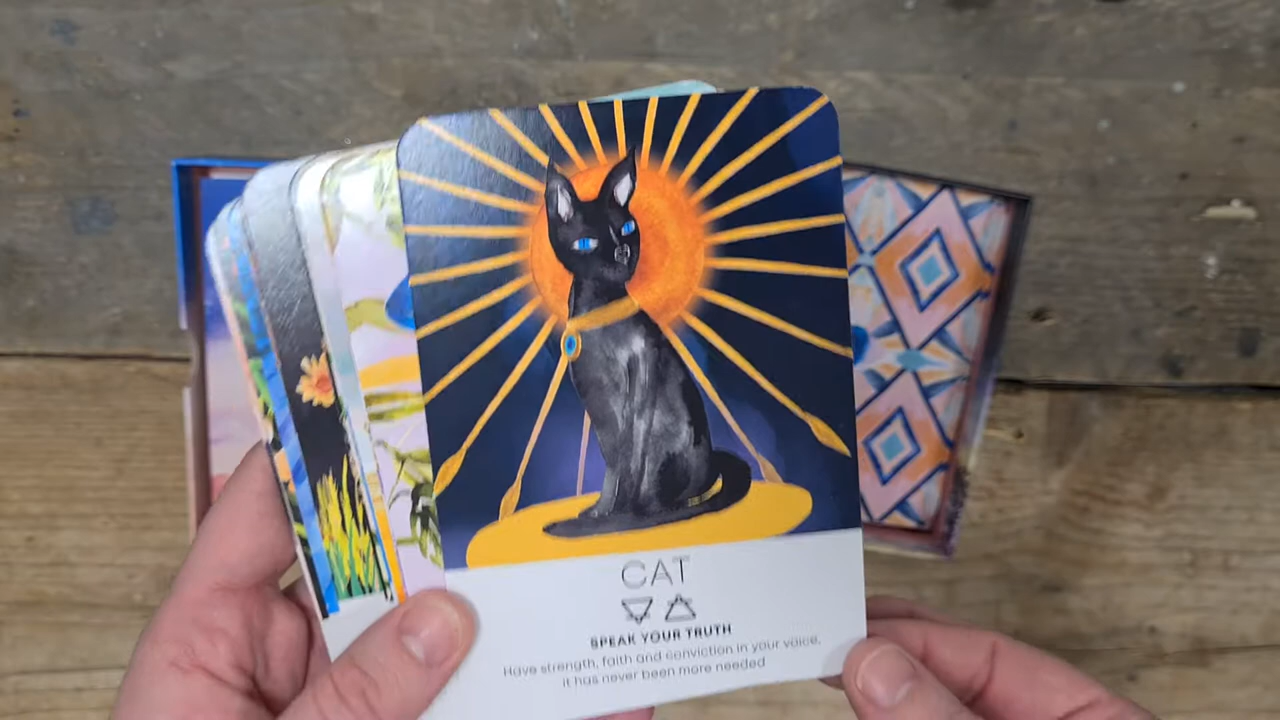 CAT
SPEAK YOUR TRUTH
Have strength, faith and conviction in your voice,
it has never been more needed